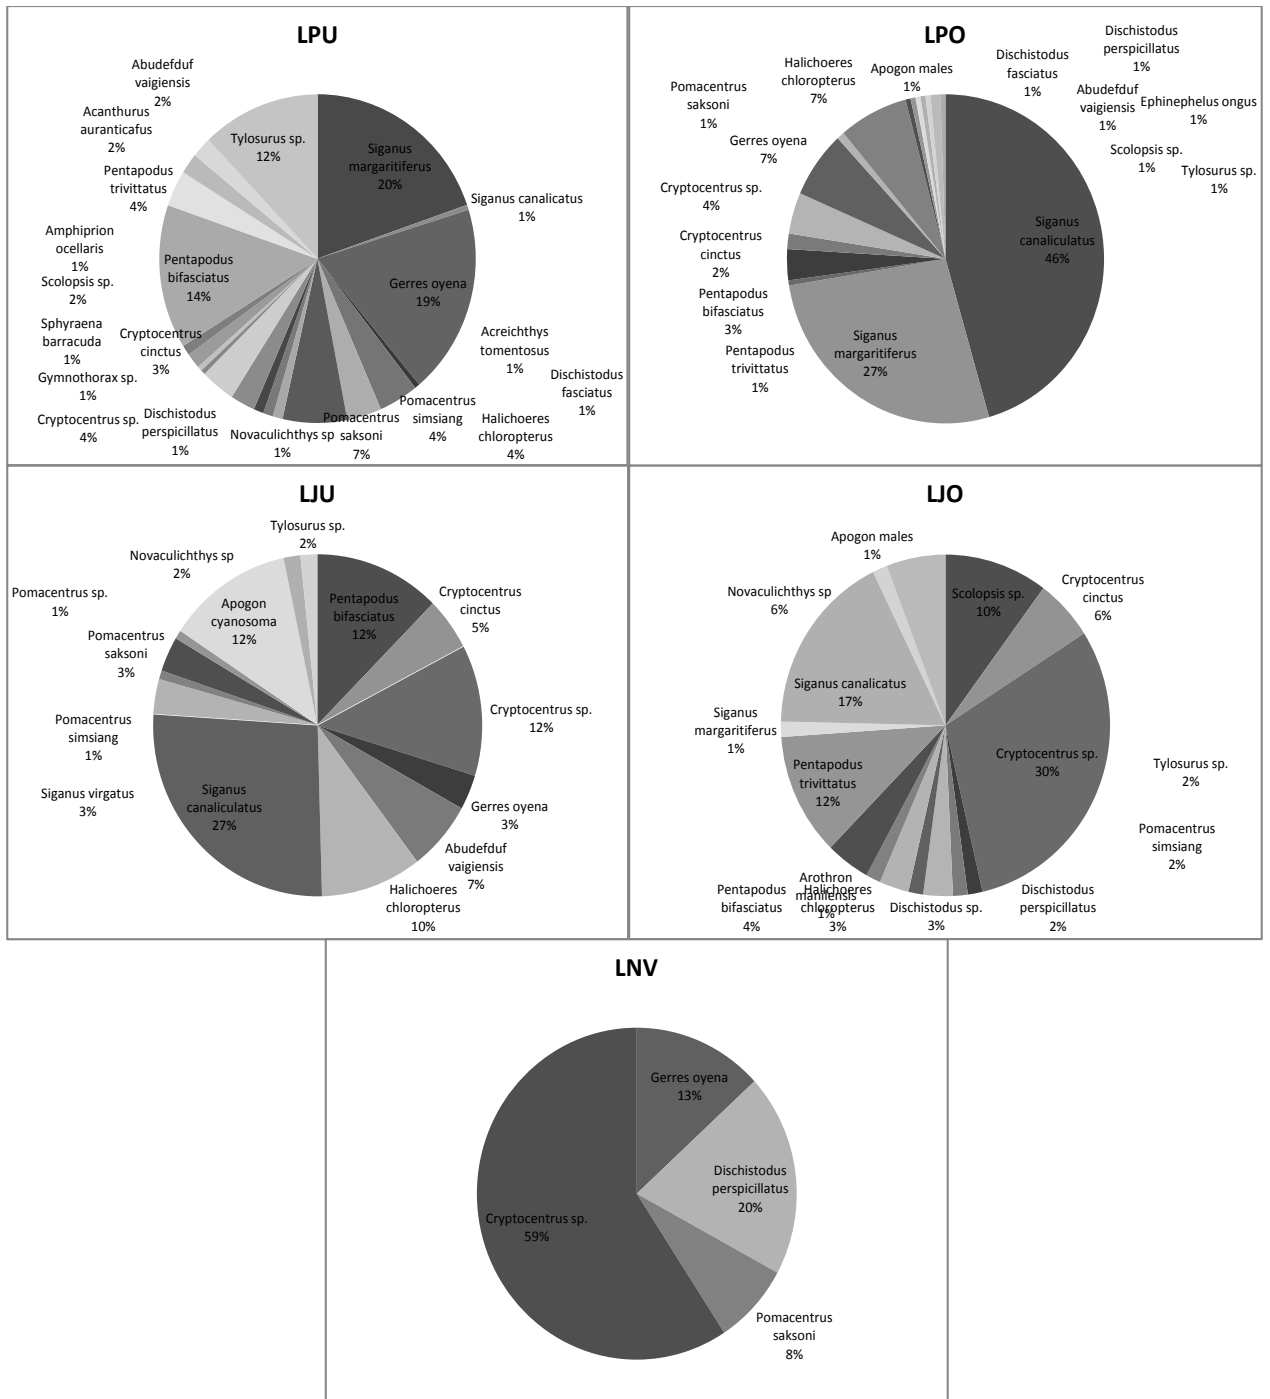 LPU
Abudefduf
vaigiensis
2%
Acanthurus
auranticafus
2%
Pentapodus
trivittatus
4%
Amphiprion
ocellaris
1%
Scolopsis sp.
2%
Sphyraena
barracuda
1%
Gymnothorax sp.
1%
Cryptocentrus sp.
4%
Tylosurus sp.
12%
Pentapodus
bifasciatus
14%
Cryptocentrus
cinctus
3%
Dischistodus
perspicillatus
1%
Novaculichthys sp
1%
Pomacentrus
saksoni
7%
Pomacentrus
simsiang
4%
Halichoeres
chloropterus
4%
Dischistodus
fasciatus
1%
Acreichthys
tomentosus
1%
Gerres oyena
19%
Siganus canalicatus
1%
Siganus
margaritiferus
20%
LPO
Halichoeres
chloropterus
7%
Apogon males
1%
Dischistodus
fasciatus
1%
Dischistodus
perspicillatus
1%
Abudefduf
vaigiensis
1%
Ephinephelus ongus
1%
Scolopsis sp.
1%
Tylosurus sp.
1%
Pomacentrus
saksoni
1%
Gerres oyena
7%
Cryptocentrus sp.
4%
Cryptocentrus
cinctus
2%
Pentapodus
bifasciatus
3%
Pentapodus
trivittatus
1%
Siganus
margaritiferus
27%
Siganus
canaliculatus
46%
LJU
Tylosurus sp.
2%
Novaculichthys sp
2%
Pomacentrus sp.
1%
Apogon
cyanosoma
12%
Pomacentrus
saksoni
3%
Pomacentrus
simsiang
1%
Siganus virgatus
3%
Siganus
canaliculatus
27%
Pentapodus
bifasciatus
12%
Cryptocentrus
cinctus
5%
Cryptocentrus sp.
12%
Gerres oyena
3%
Abudefduf
vaigiensis
7%
Halichoeres
chloropterus
10%
LJO
Apogon males
1%
Novaculichthys sp
6%
Siganus canalicatus
17%
Siganus
margaritiferus
1%
Pentapodus
trivittatus
12%
Pentapodus
bifasciatus
4%
Arothron
manilensis
1%
Halichoeres
chloropterus
3%
Dischistodus sp.
3%
Dischistodus
perspicillatus
2%
Pomacentrus
simsiang
2%
Tylosurus sp.
2%
Cryptocentrus sp.
30%
Cryptocentrus
cinctus
6%
Scolopsis sp.
10%
LNV
Gerres oyena
13%
Dischistodus
perspicillatus
20%
Pomacentrus
saksoni
8%
Cryptocentrus sp.
59%